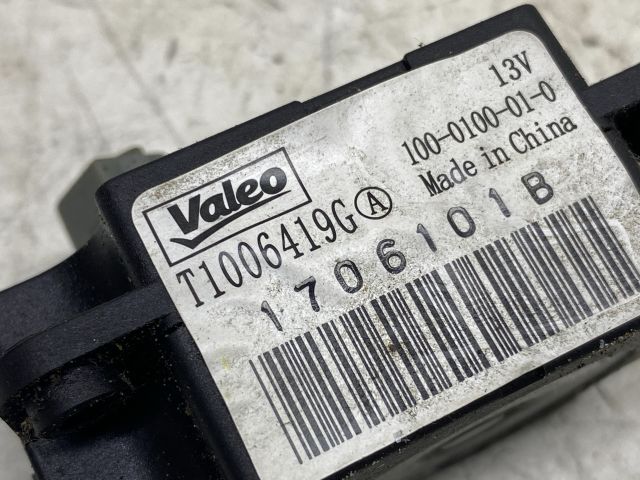 13V
100-0100-01-0
Made in China
Valeo
T1006419G Ⓐ
1706101B